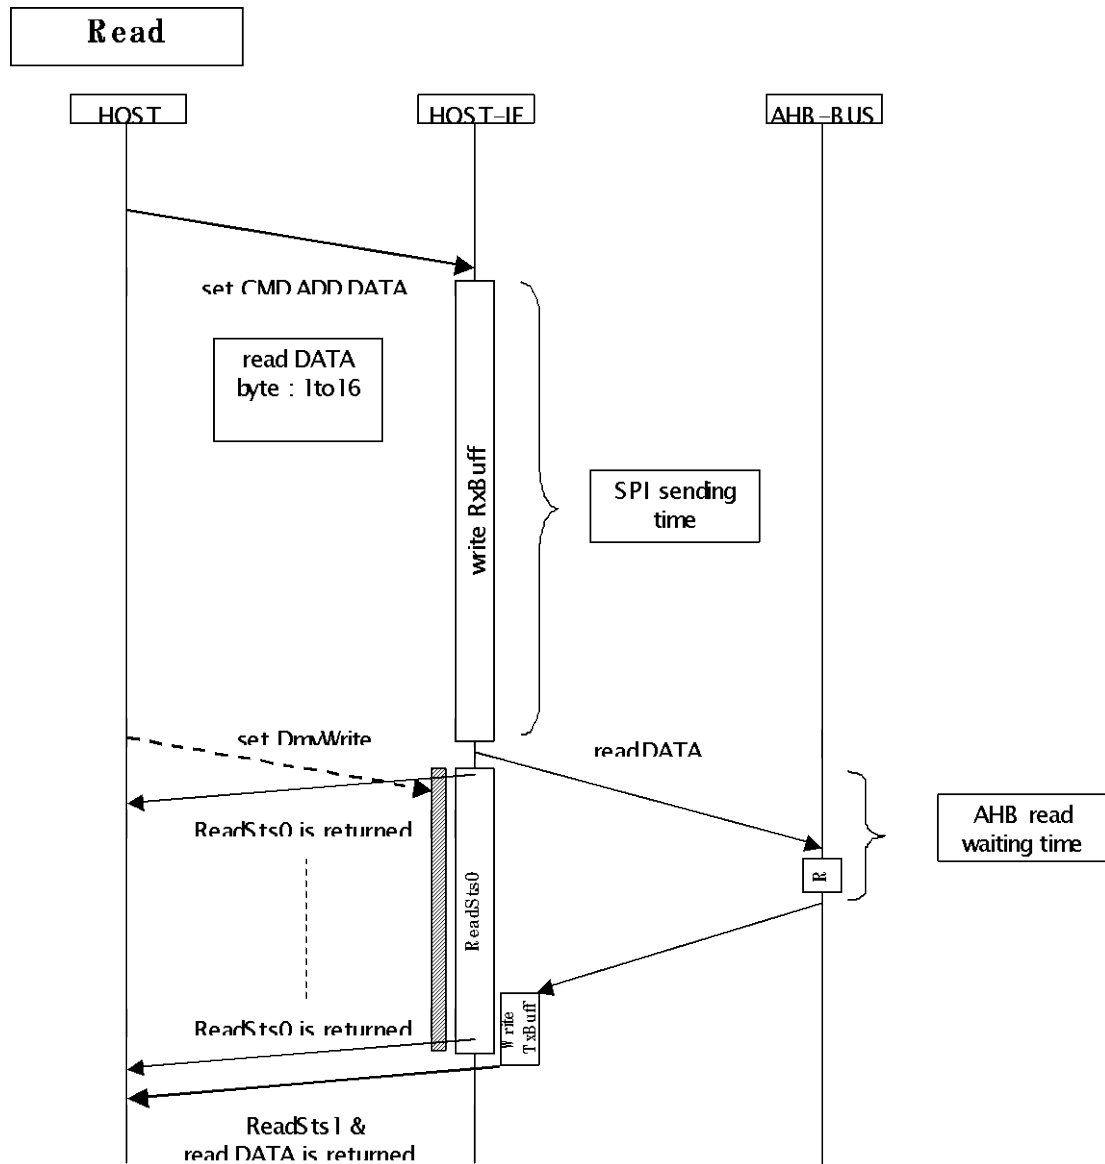 Read
HOST
HOST-IF
AHB-BUS
set CMD ADD DATA
read DATA
byte : 1to16
write RxBuff
SPI sending
time
set DmyWrite
read DATA
ReadSts0 is returned
AHB read
waiting time
R
ReadSts0
ReadSts0 is returned
Write
TxBuff
ReadSts1 &
read DATA is returned